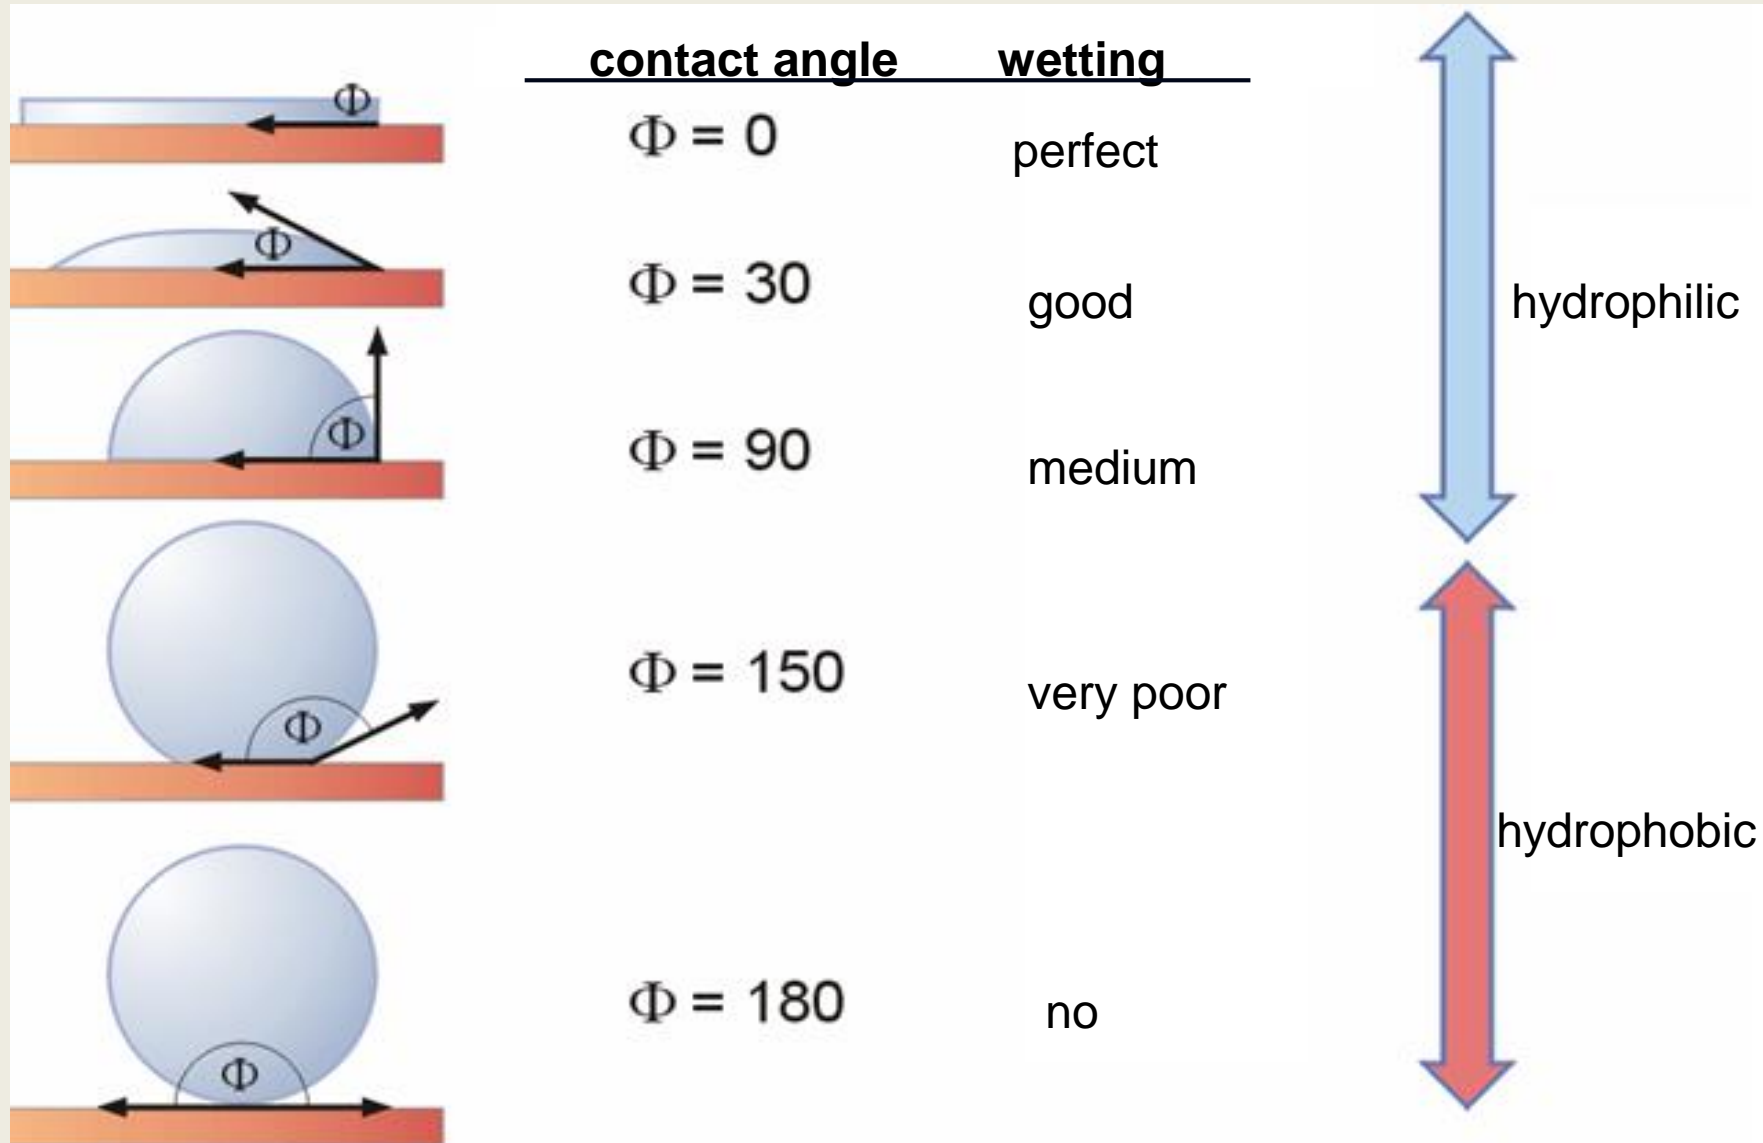 contact angle wetting
Φ
Φ = 0 perfect
Φ
Φ = 30 good hydrophilic
Φ
Φ = 90 medium
Φ
Φ = 150 very poor
hydrophobic
Φ
Φ = 180 no